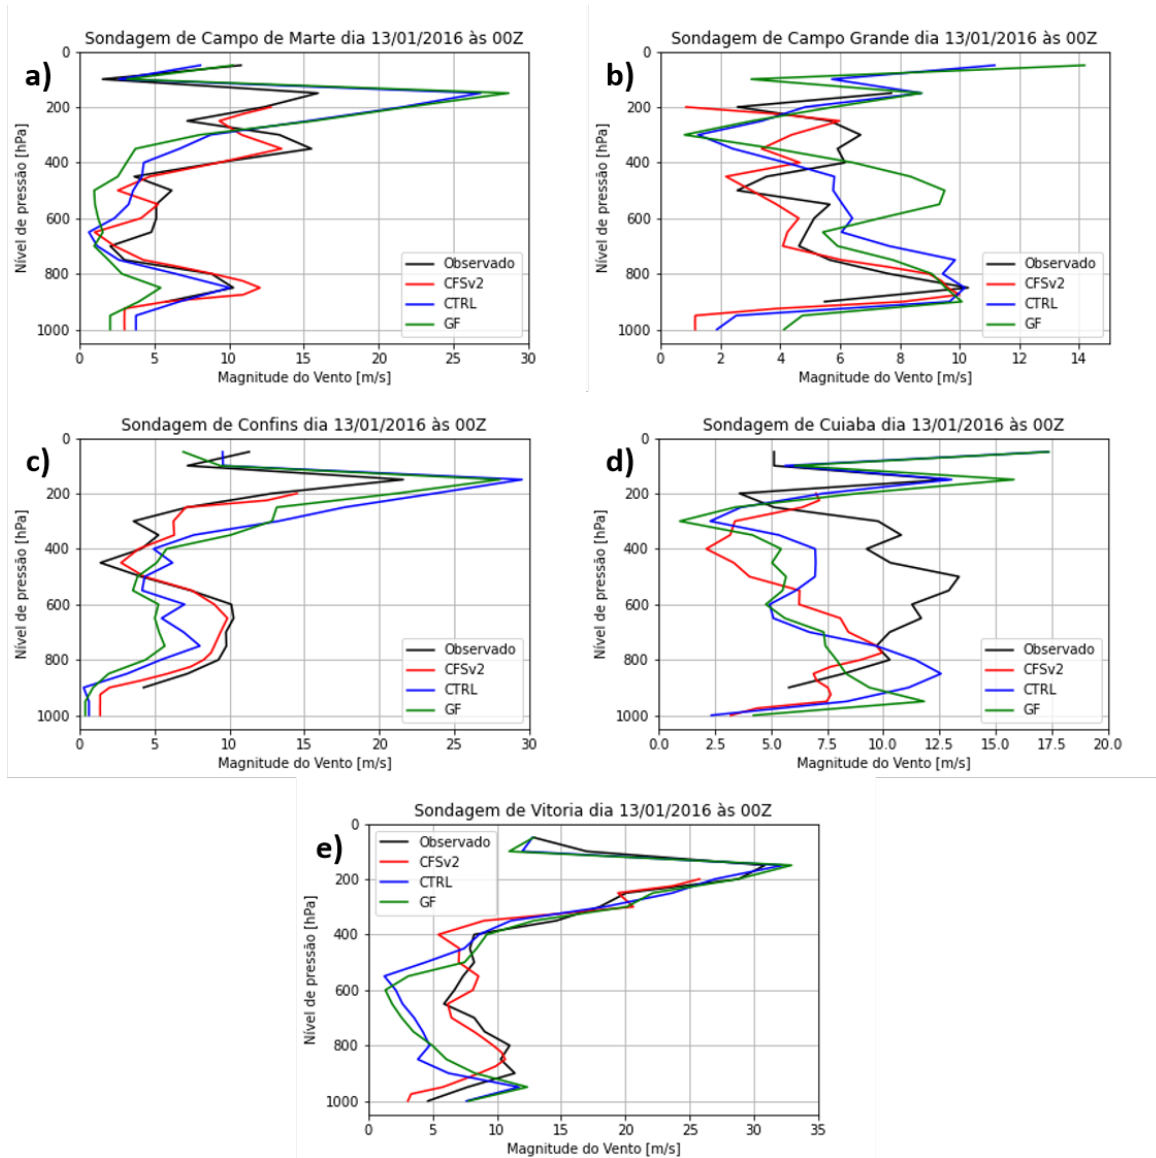 a)
Sondagem de Campo de Marte dia 13/01/2016 às 00Z
0
200
400
600
800
1000
Nível de pressão [hPa]
Observado
CFSv2
CTRL
GF
0 5 10 15 20 25 30
Magnitude do Vento [m/s]
b)
Sondagem de Campo Grande dia 13/01/2016 às 00Z
0
200
400
600
800
1000
Nível de pressão [hPa]
Observado
CFSv2
CTRL
GF
0 2 4 6 8 10 12 14
Magnitude do Vento [m/s]
c)
Sondagem de Confins dia 13/01/2016 às 00Z
0
200
400
600
800
1000
Nível de pressão [hPa]
Observado
CFSv2
CTRL
GF
0 5 10 15 20 25 30
Magnitude do Vento [m/s]
d)
Sondagem de Cuiaba dia 13/01/2016 às 00Z
0
200
400
600
800
1000
Nível de pressão [hPa]
Observado
CFSv2
CTRL
GF
0.0 2.5 5.0 7.5 10.0 12.5 15.0 17.5 20.0
Magnitude do Vento [m/s]
e)
Sondagem de Vitoria dia 13/01/2016 às 00Z
0
200
400
600
800
1000
Nível de pressão [hPa]
Observado
CFSv2
CTRL
GF
0 5 10 15 20 25 30 35
Magnitude do Vento [m/s]